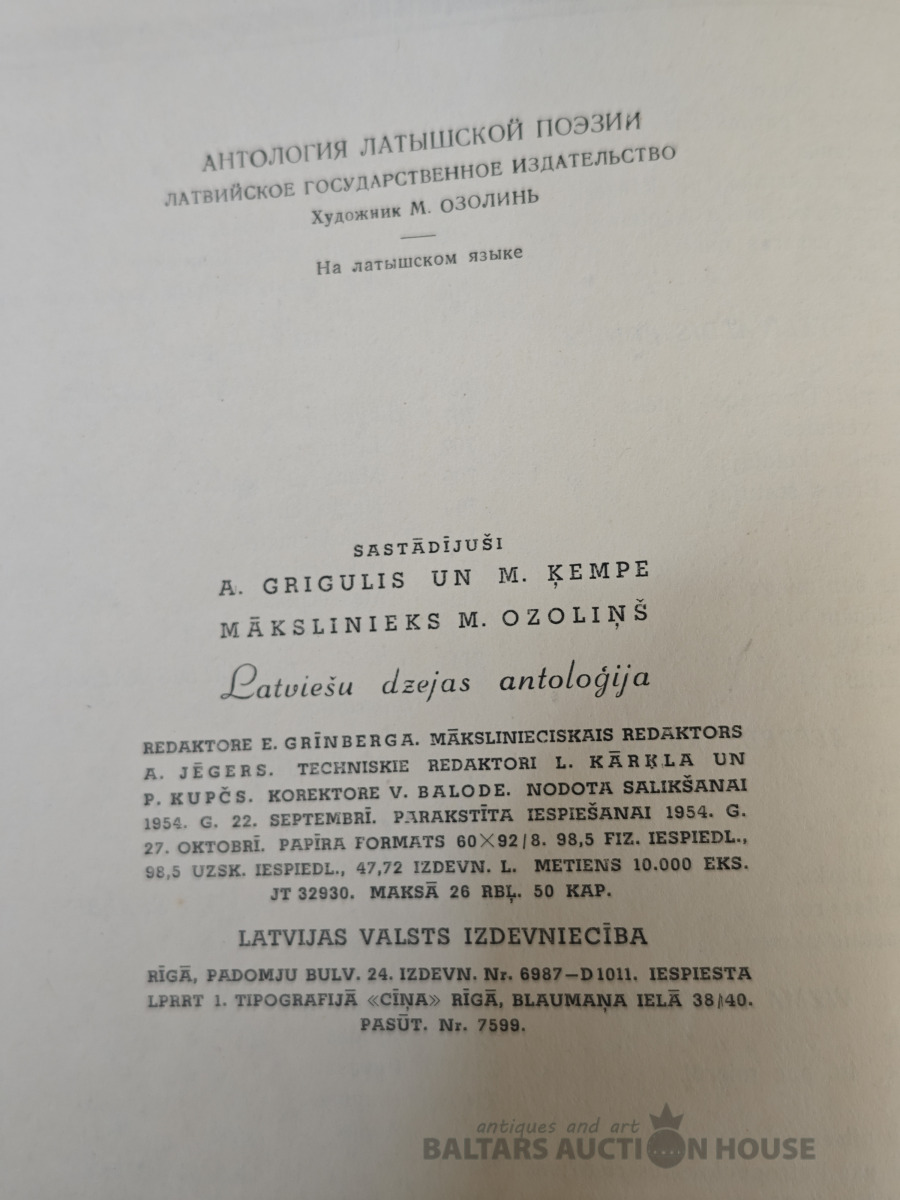 АНТОЛОГИЯ ЛАТЫШСКОЙ ПОЭЗИИ
ЛАТВИЙСКОЕ ГОСУДАРСТВЕННОЕ ИЗДАТЕЛЬСТВО
Художник М. ОЗОЛИНЬ
На латышском языке
SASTĀDĪJUŠI
A. GRIGULIS UN M. ĶEMPE
MĀKSLINIEKS M. OZOLIŅŠ
Latviešu dzejas antoloģija
REDAKTORE E. GRĪNBERGA. MĀKSLINIECISKAIS REDAKTORS
A. JĒGERS. TECHNISKIE REDAKTORI L. KĀRĶLA UN
P. KUPČS. KOREKTORE V. BALODE. NODOTA SALIKŠANAI
1954. G. 22. SEPTEMBRĪ. PARAKSTĪTA IESPIEŠANAI 1954. G.
27. OKTOBRĪ. PAPĪRA FORMATS 60×92/8. 98,5 FIZ. IESPIEDL.,
98,5 UZSK. IESPIEDL., 47,72 IZDEVN. L. METIENS 10.000 EKS.
JT 32930. MAKSĀ 26 RBĻ. 50 KAP.
LATVIJAS VALSTS IZDEVNIECĪBA
RĪGĀ, PADOMJU BULV. 24. IZDEVN. Nr. 6987–D1011. IESPIESTA
LPRRT 1. TIPOGRAFIJĀ «CĪŅA» RĪGĀ, BLAUMAŅA IELĀ 38/40.
PASŪT. Nr. 7599.
antiques and art
BALTARS AUCTION HOUSE